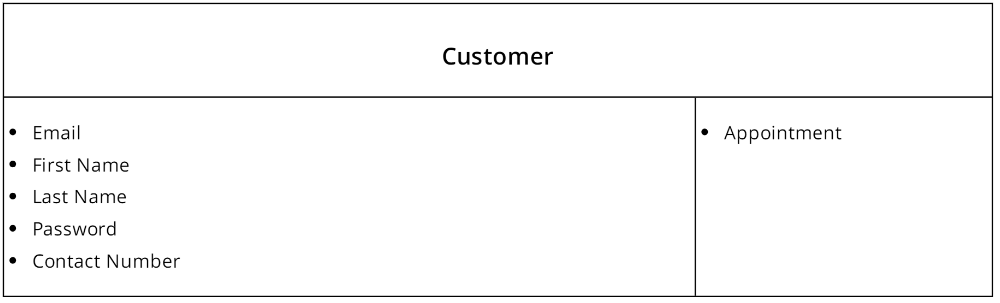 Customer
• Email
• First Name
• Last Name
• Password
• Contact Number
• Appointment